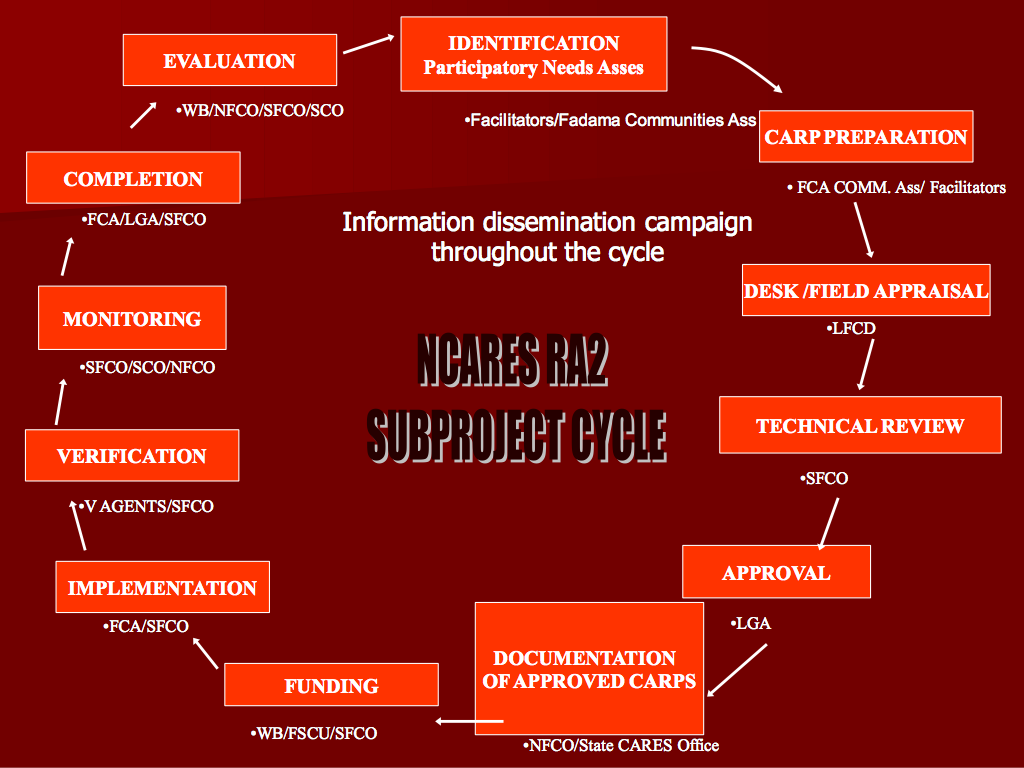 IDENTIFICATION
Participatory Needs Asses
•Facilitators/Fadama Communities Ass
CARP PREPARATION
• FCA COMM. Ass/ Facilitators
DESK /FIELD APPRAISAL
•LFCD
TECHNICAL REVIEW
•SFCO
APPROVAL
•LGA
DOCUMENTATION
OF APPROVED CARPS
•NFCO/State CARES Office
FUNDING
•WB/FSCU/SFCO
IMPLEMENTATION
•FCA/SFCO
VERIFICATION
•V AGENTS/SFCO
MONITORING
•SFCO/SCO/NFCO
COMPLETION
•FCA/LGA/SFCO
EVALUATION
•WB/NFCO/SFCO/SCO
Information dissemination campaign
throughout the cycle
NCARES RA2
SUBPROJECT CYCLE